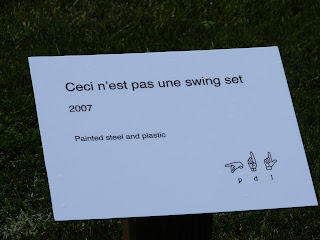 Ceci n'est pas une swing set
2007
Painted steel and plastic
p d l